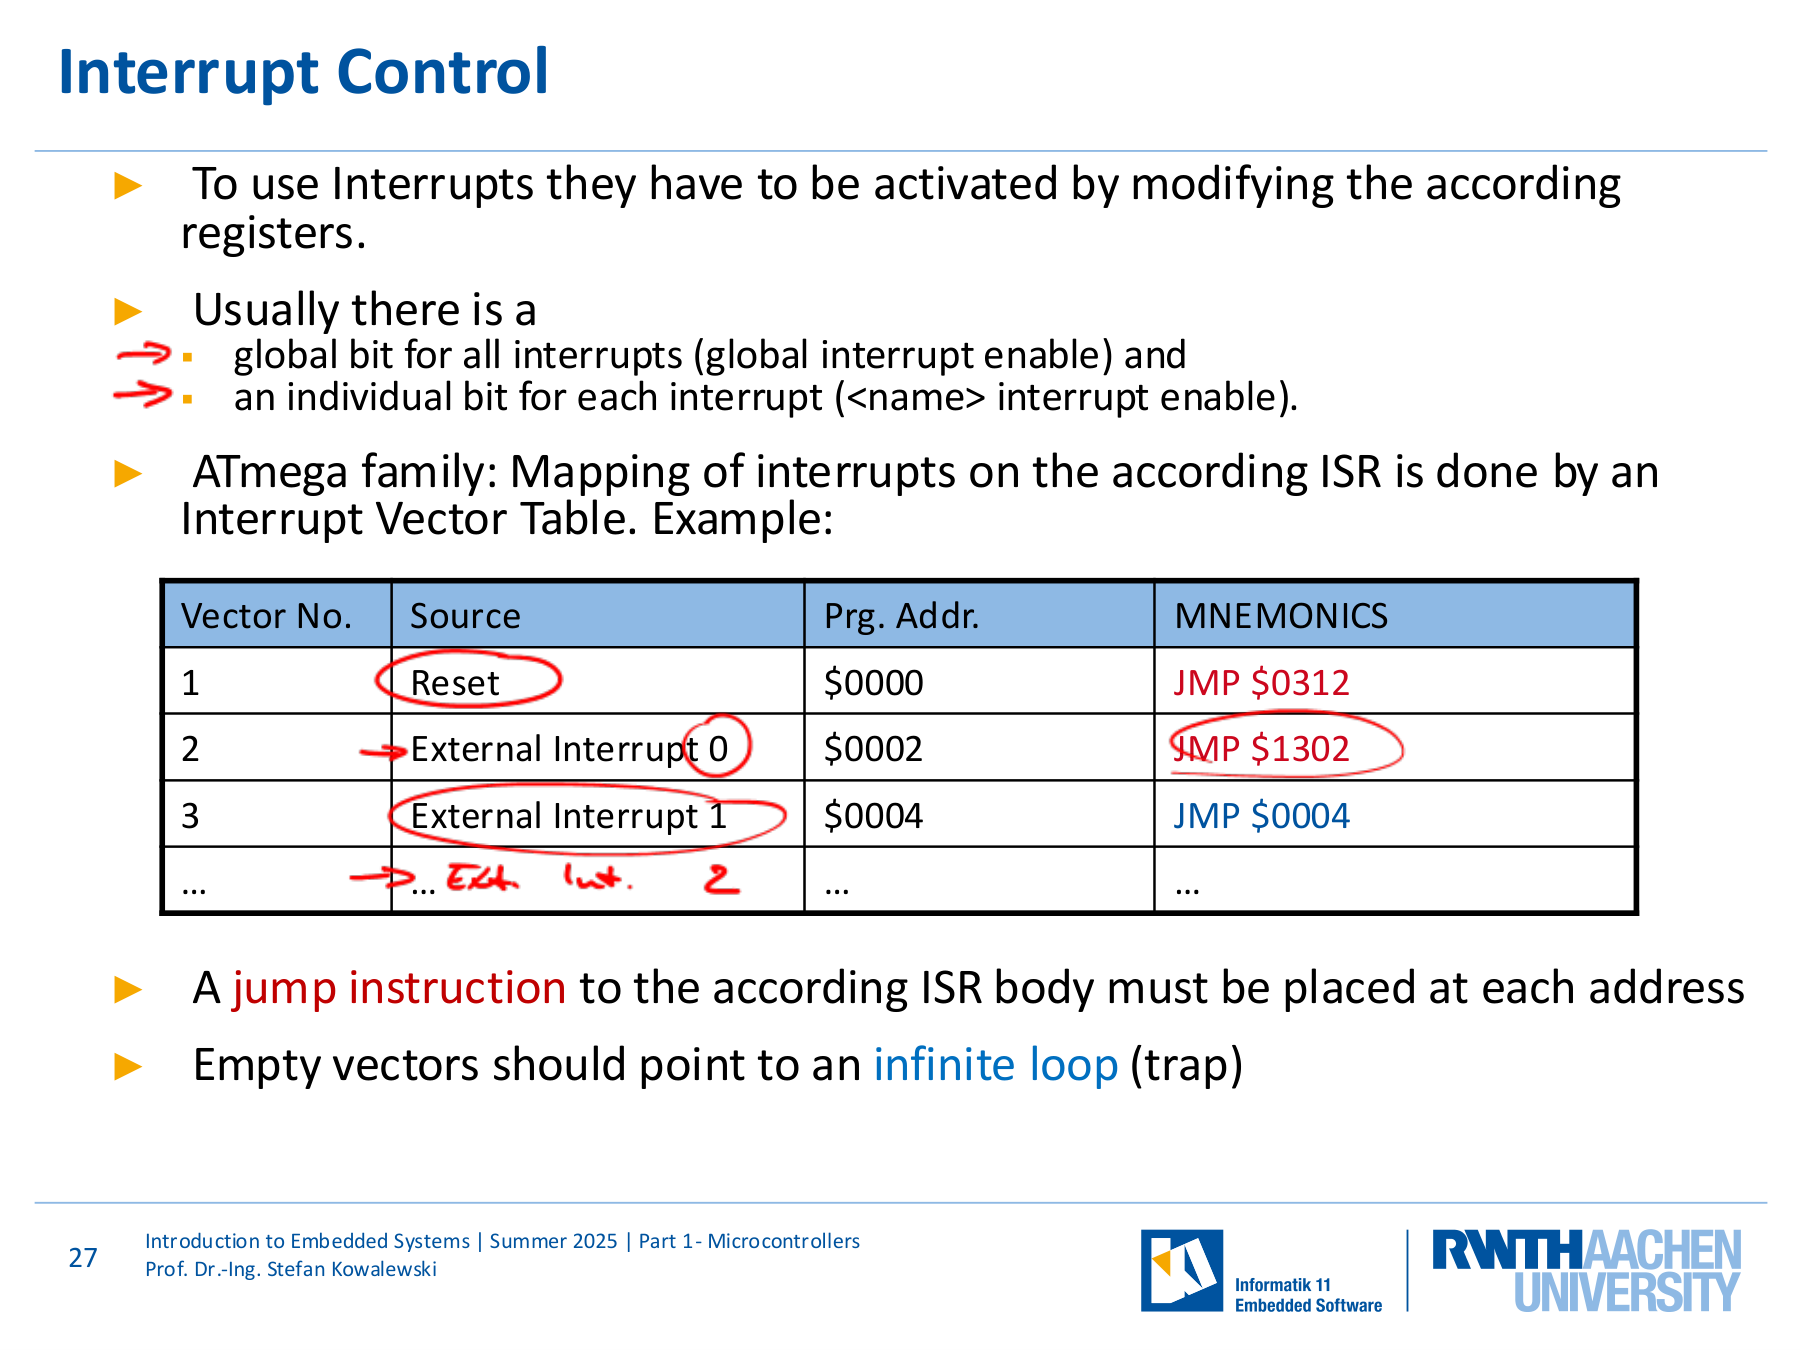 Interrupt Control
► To use Interrupts they have to be activated by modifying the according
registers.
► Usually there is a
▪ global bit for all interrupts (global interrupt enable) and
▪ an individual bit for each interrupt (<name> interrupt enable).
► ATmega family: Mapping of interrupts on the according ISR is done by an
Interrupt Vector Table. Example:
Vector No. Source Prg. Addr. MNEMONICS
1 Reset $0000 JMP $0312
2 External Interrupt 0 $0002 JMP $1302
3 External Interrupt 1 $0004 JMP $0004
... ... Ext. Int. 2 ... ...
► A jump instruction to the according ISR body must be placed at each address
► Empty vectors should point to an infinite loop (trap)
27
Introduction to Embedded Systems | Summer 2025 | Part 1- Microcontrollers
Prof. Dr.-Ing. Stefan Kowalewski
Informatik 11
Embedded Software
RWTHAACHEN
UNIVERSITY